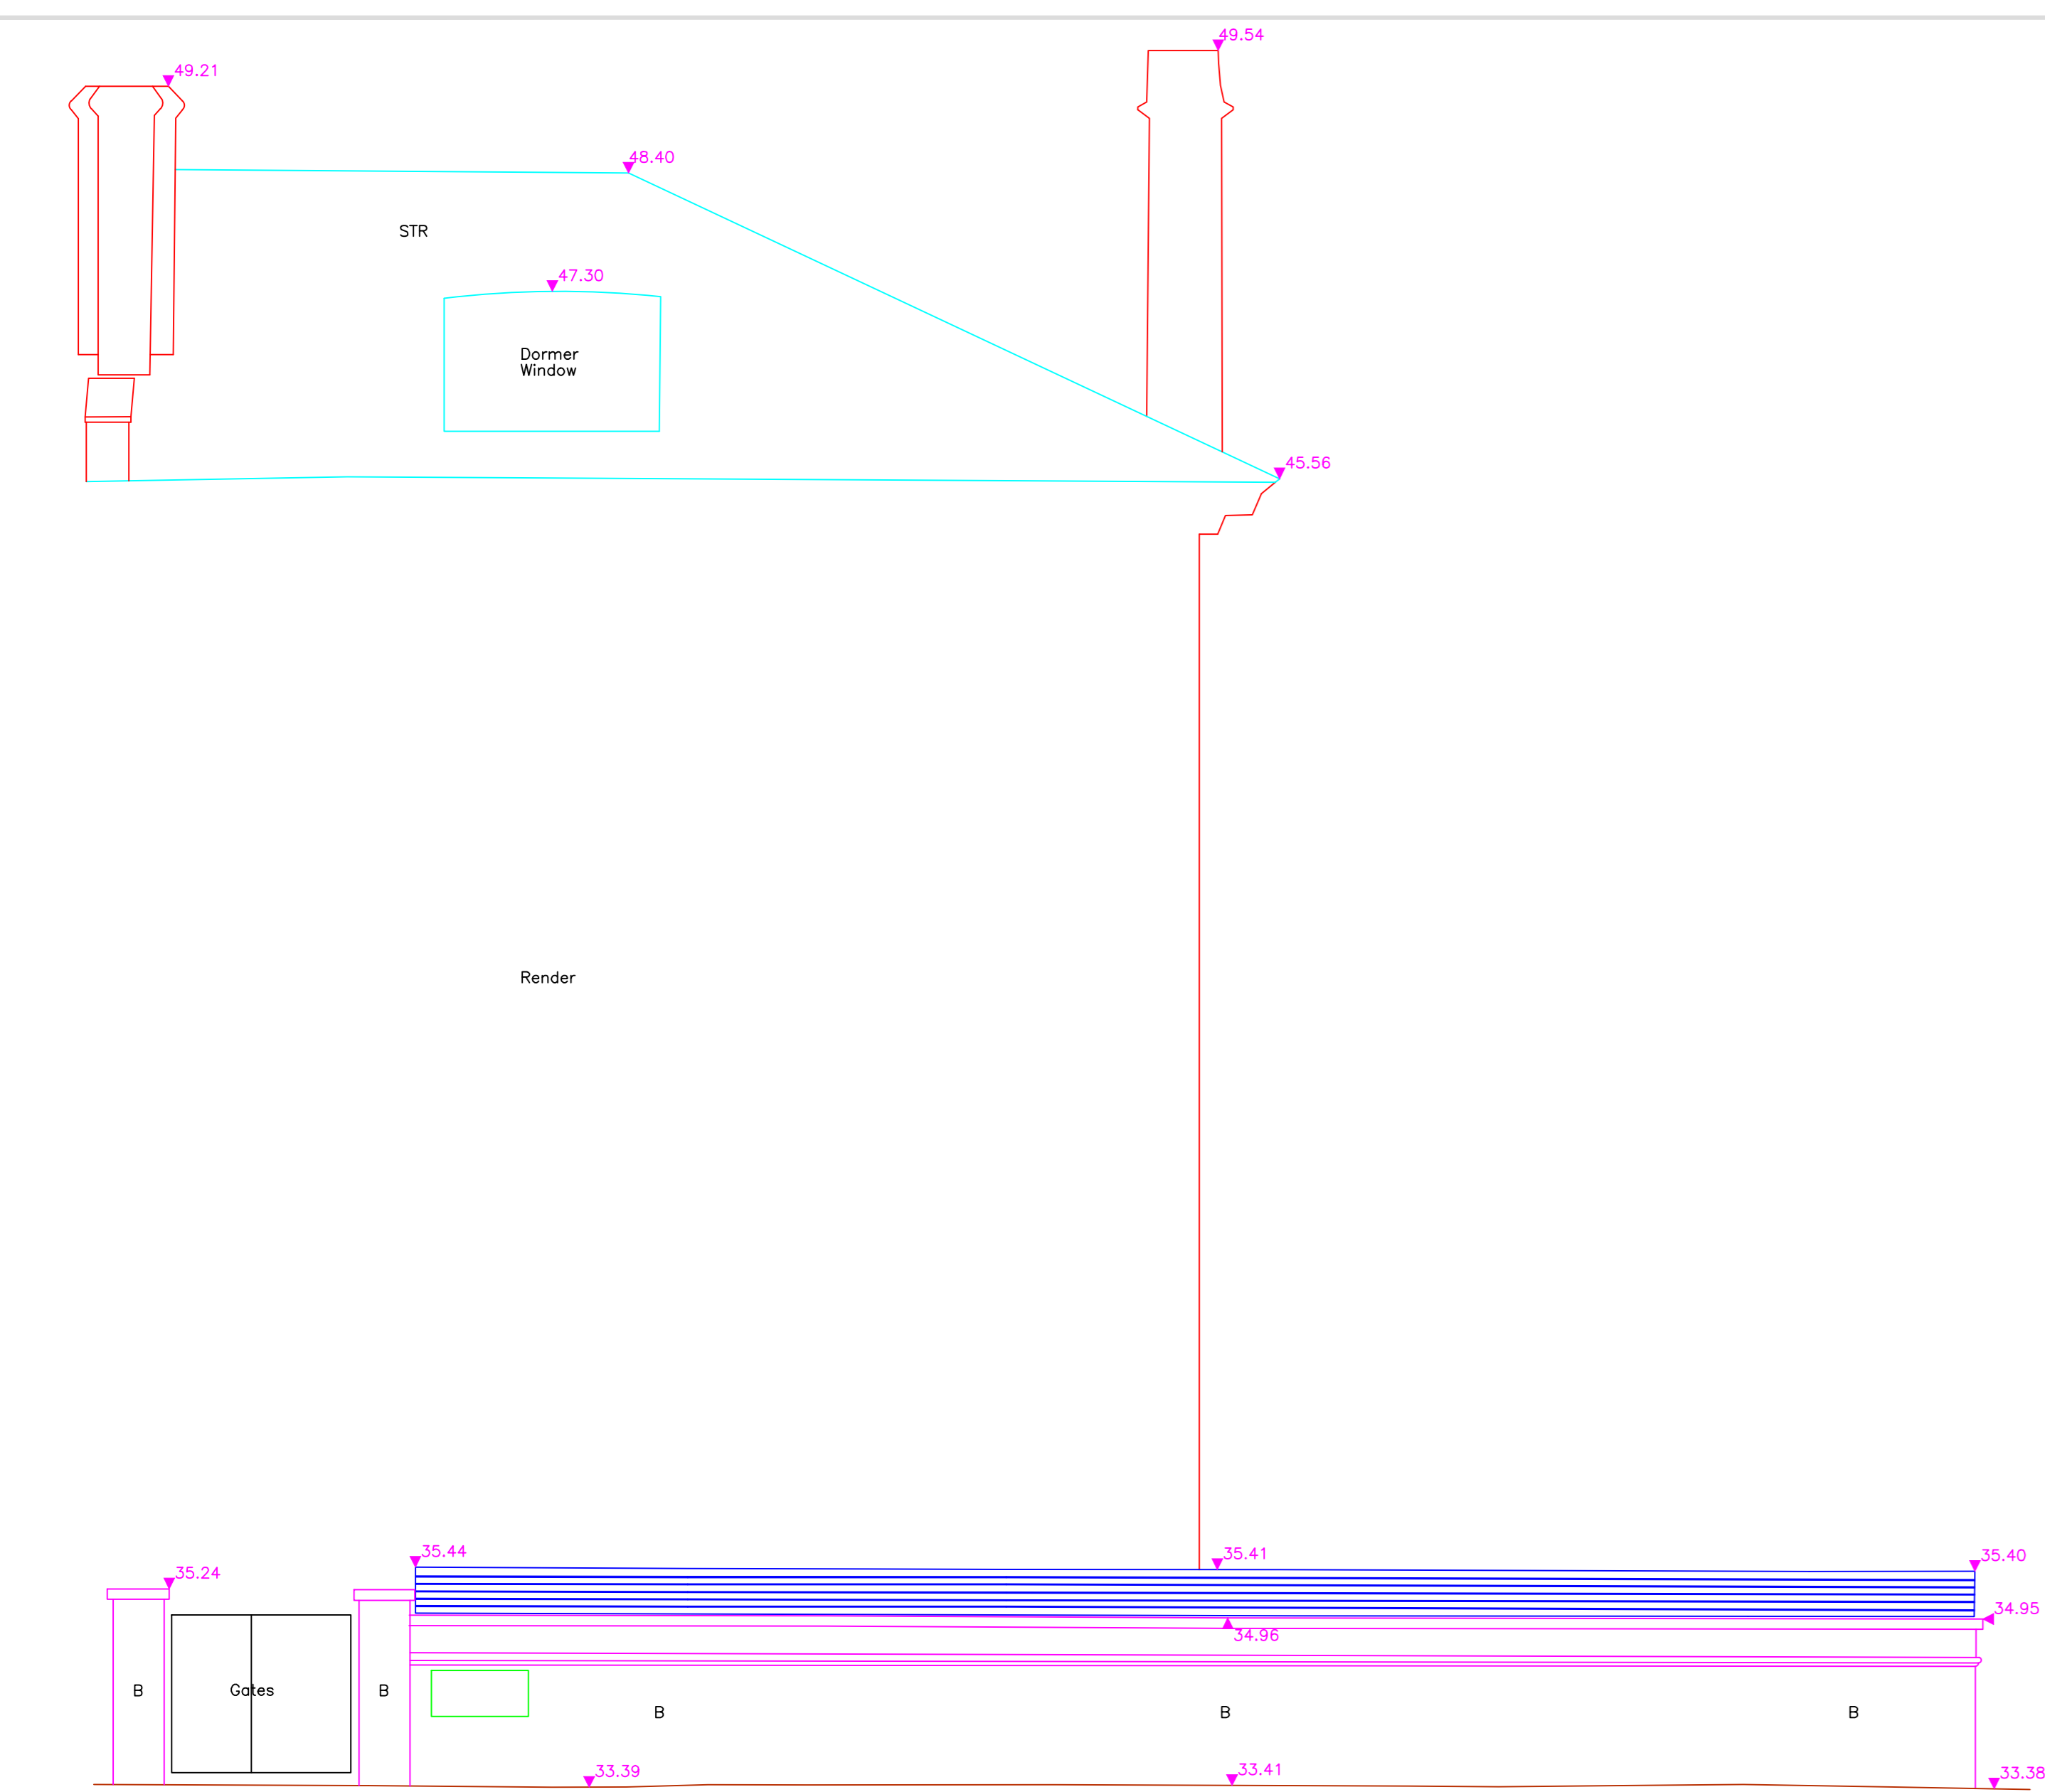 49.54
49.21
48.40
STR
47.30
Dormer
Window
45.56
Render
35.44
35.41
35.40
35.24
34.95
34.96
B
Gates
B
B
B
B
33.39
33.41
33.38